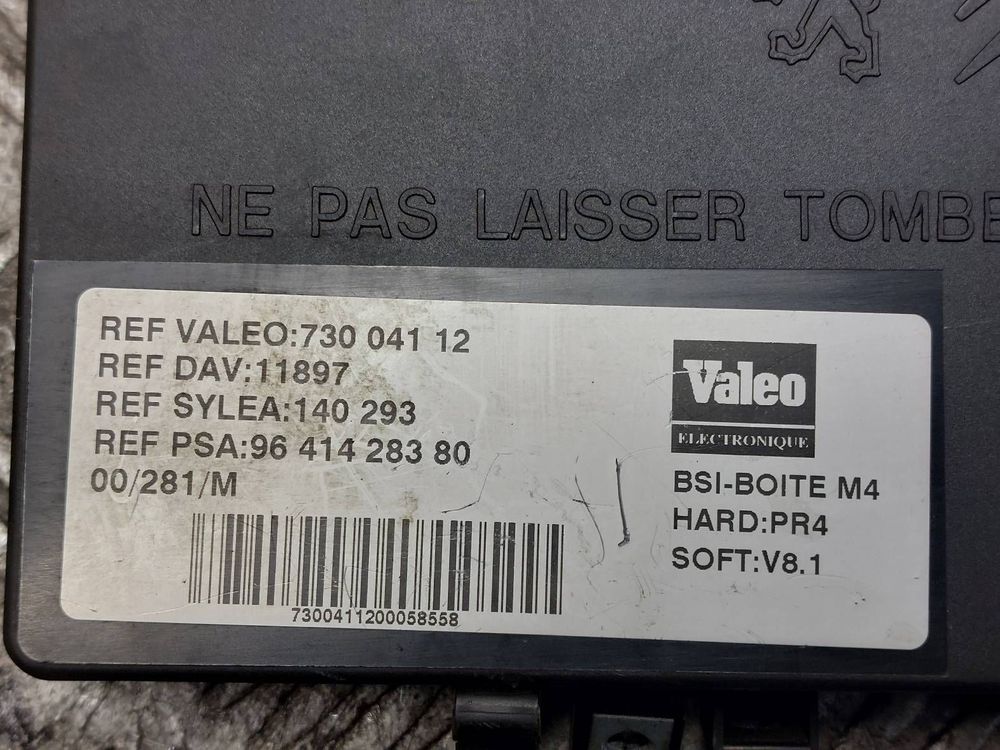 NE PAS LAISSER TOMBE
REF VALEO:730 041 12
REF DAV:11897
REF SYLEA:140 293
REF PSA:96 414 283 80
00/281/M
7300411200058558
Valeo
ELECTRONIQUE
BSI-BOITE M4
HARD:PR4
SOFT:V8.1